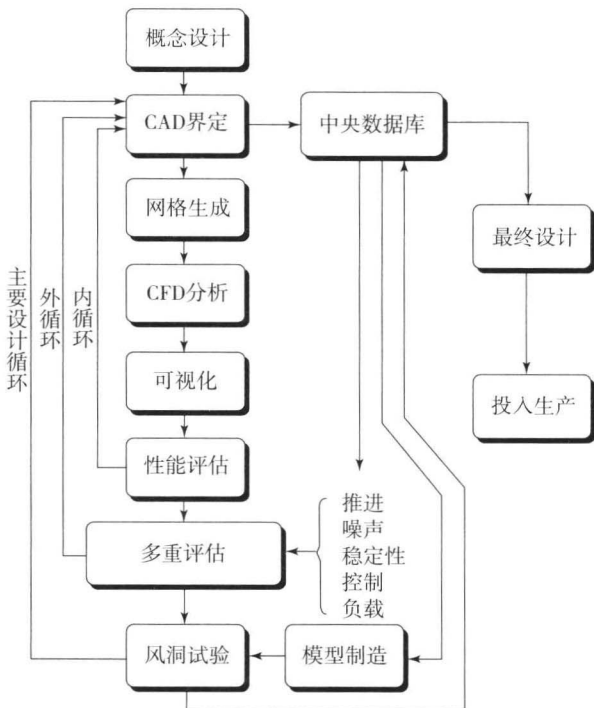 概念设计
CAD界定
中央数据库
网格生成
最终设计
CFD分析
主要设计循环
外循环
内循环
可视化
投入生产
性能评估
推进
噪声
多重评估
稳定性
控制
负载
风洞试验
模型制造